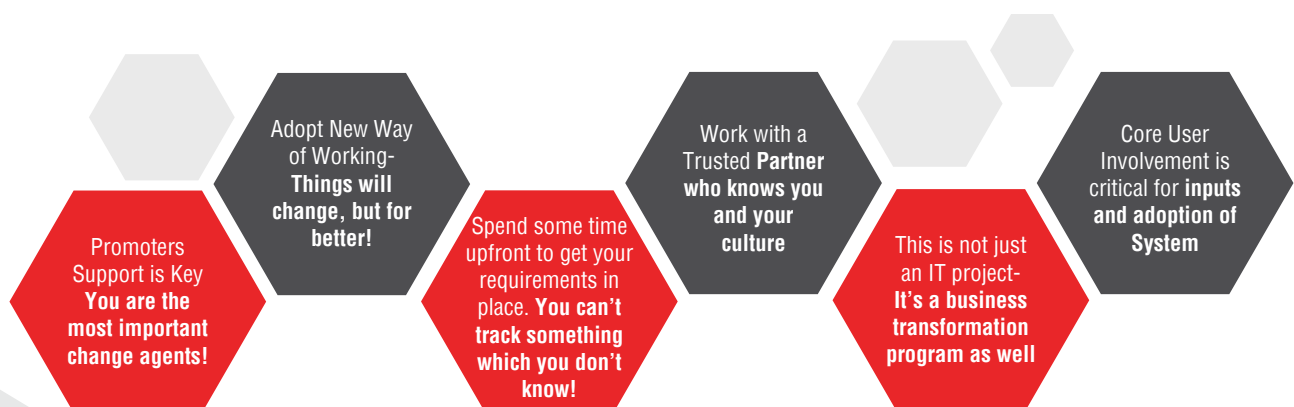 Promoters
Support is Key
You are the
most important
change agents!
Adopt New Way
of Working-
Things will
change, but for
better!
Spend some time
upfront to get your
requirements in
place. You can’t
track something
which you don’t
know!
Work with a
Trusted Partner
who knows you
and your
culture
This is not just
an IT project-
It’s a business
transformation
program as well
Core User
Involvement is
critical for inputs
and adoption of
System